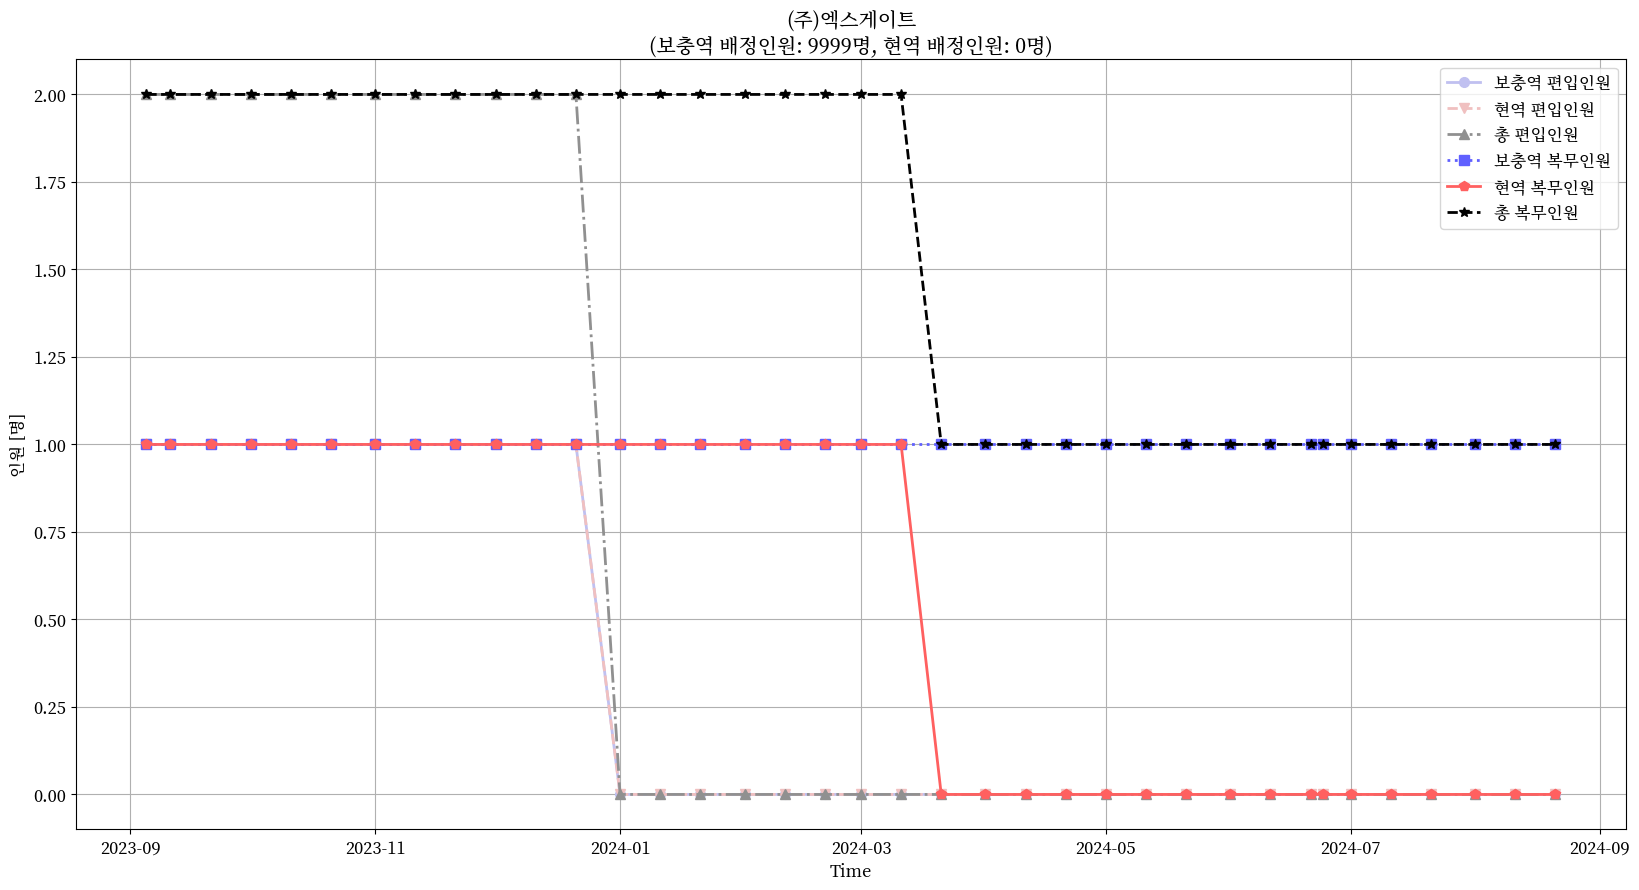 (주)엑스게이트
(보충역 배정인원: 9999명, 현역 배정인원: 0명)
보충역 편입인원
현역 편입인원
총 편입인원
보충역 복무인원
현역 복무인원
총 복무인원
2.00
1.75
1.50
1.25
1.00
0.75
0.50
0.25
0.00
인원 [명]
2023-09
2023-11
2024-01
2024-03
2024-05
2024-07
2024-09
Time